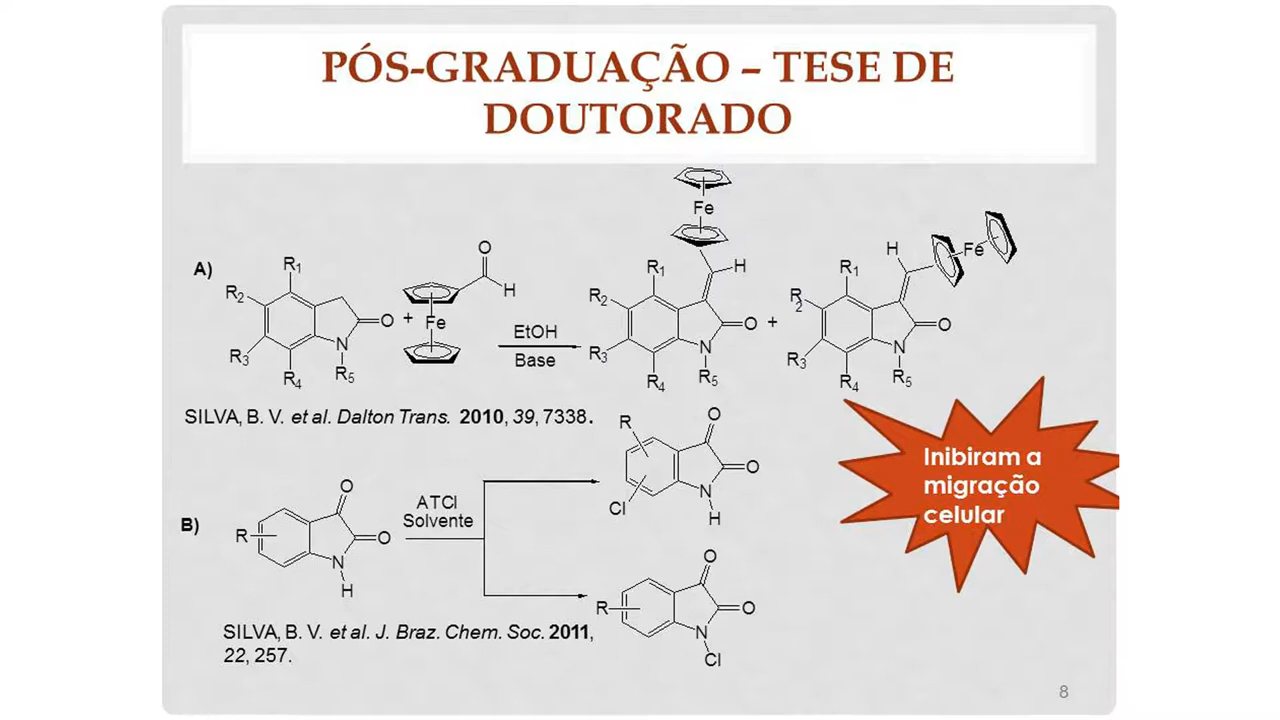 PÓS-GRADUAÇÃO – TESE DE
DOUTORADO
A)
R1
R2
R3
R4
R5
N
O
+
Fe
O
H
EtOH
Base
Fe
H
R1
R2
R3
R4
R5
N
O
+
H
Fe
R1
R2
R3
R4
R5
N
O
SILVA, B. V. et al. Dalton Trans. 2010, 39, 7338.
B)
R
O
O
N
H
ATCI
Solvente
R
Cl
O
O
N
H
R
O
O
N
Cl
SILVA, B. V. et al. J. Braz. Chem. Soc. 2011,
22, 257.
Inibiram a
migração
celular
8